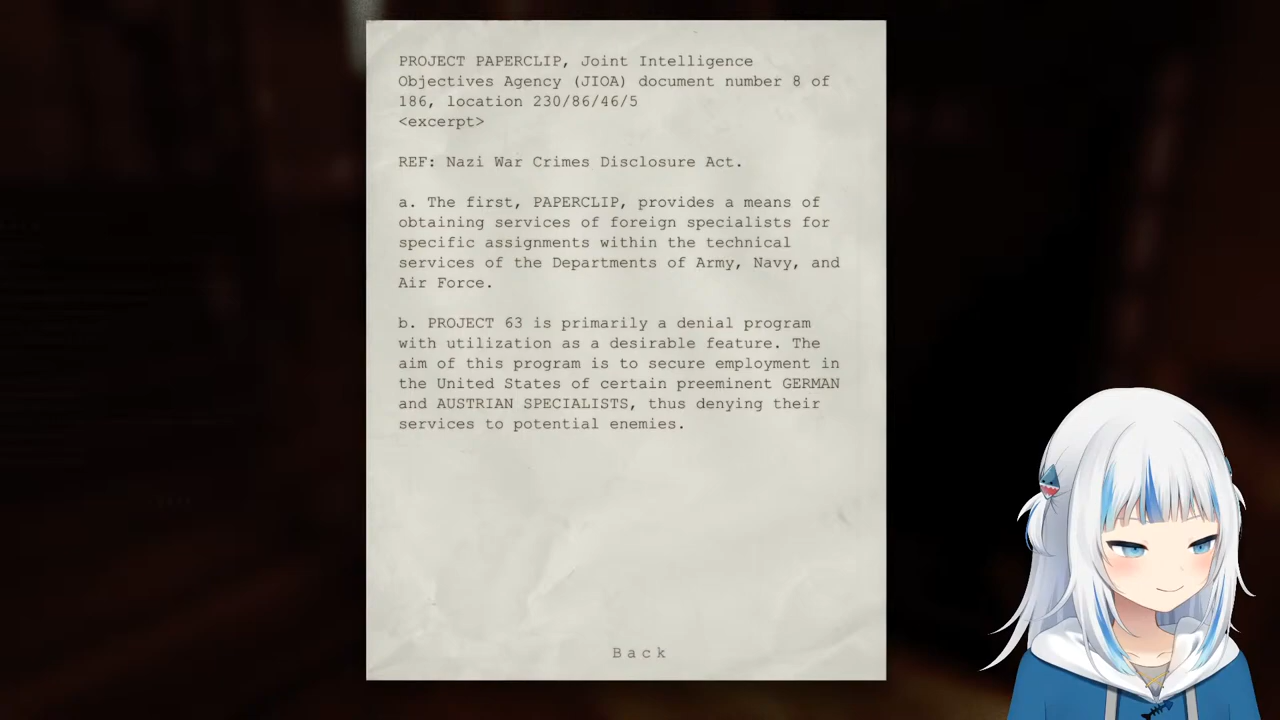 PROJECT PAPERCLIP, Joint Intelligence
Objectives Agency (JIOA) document number 8 of
186, location 230/86/46/5
<excerpt>
REF: Nazi War Crimes Disclosure Act.
a. The first, PAPERCLIP, provides a means of
obtaining services of foreign specialists for
specific assignments within the technical
services of the Departments of Army, Navy, and
Air Force.
b. PROJECT 63 is primarily a denial program
with utilization as a desirable feature. The
aim of this program is to secure employment in
the United States of certain preeminent GERMAN
and AUSTRIAN SPECIALISTS, thus denying their
services to potential enemies.
Back